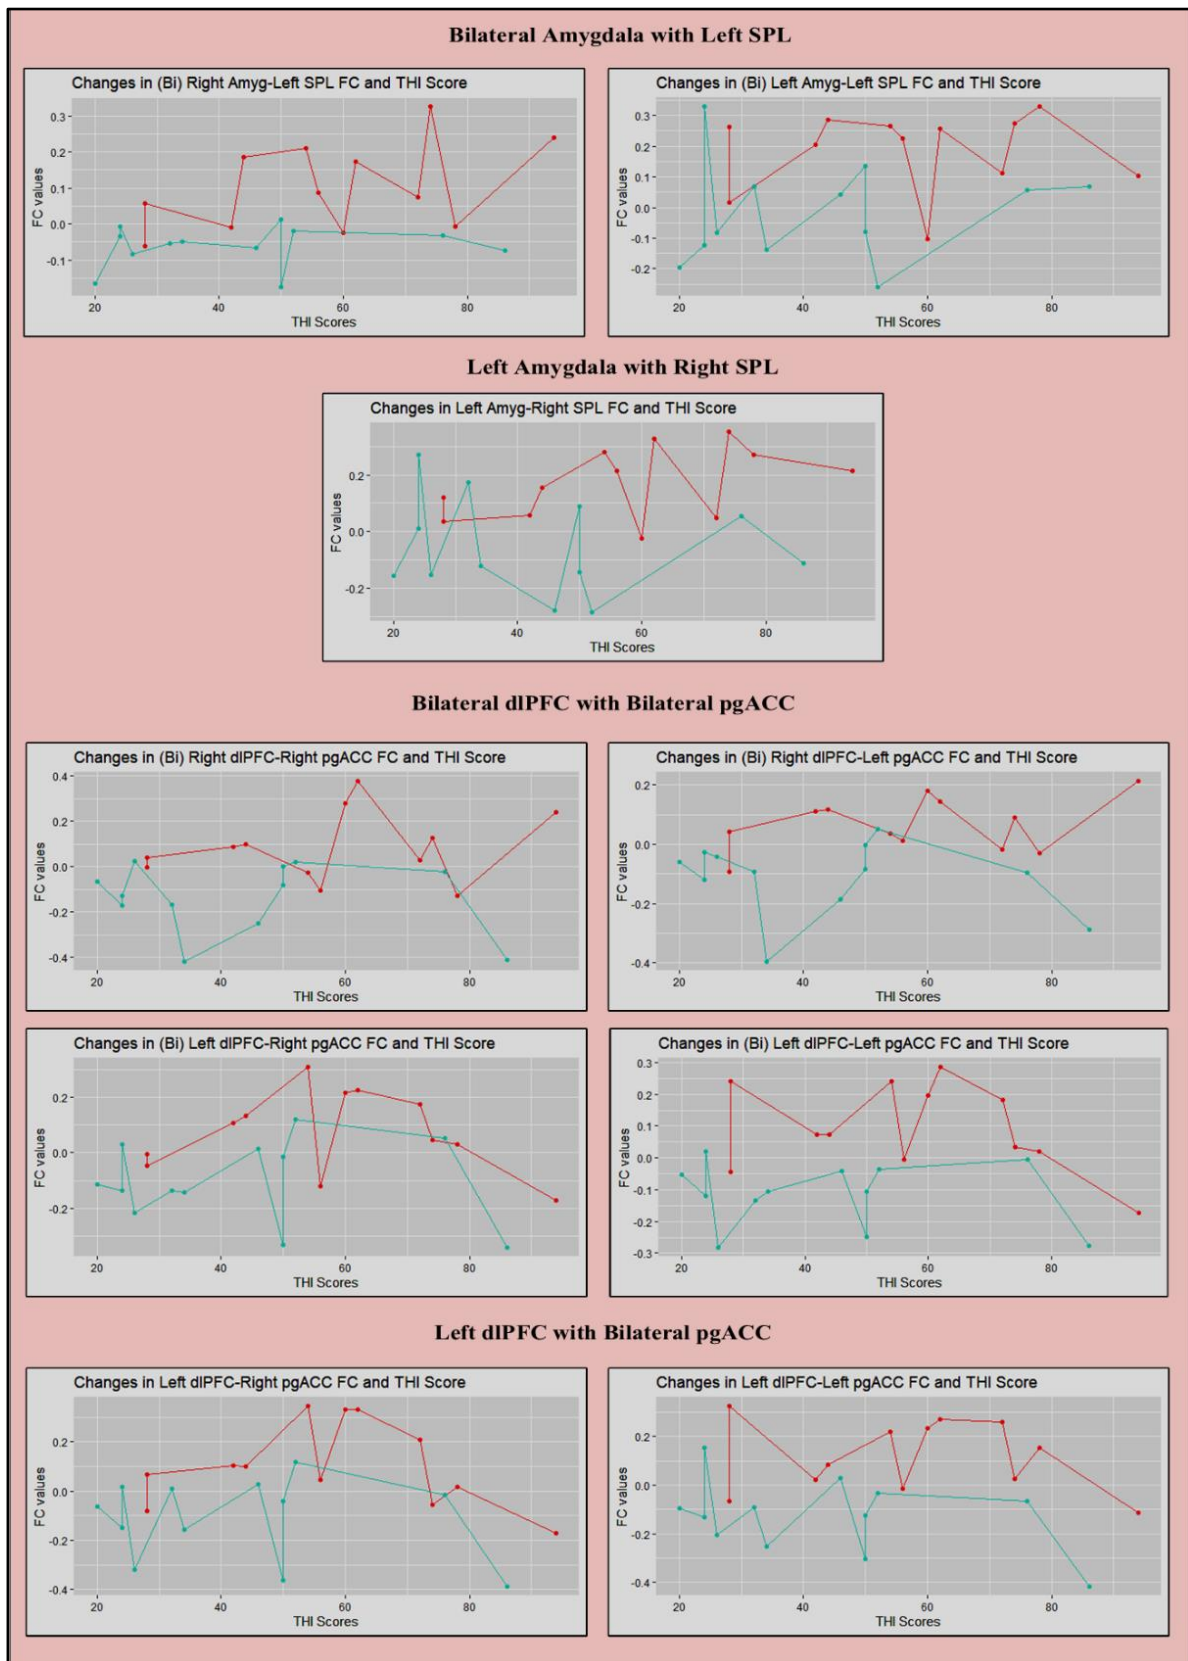 Bilateral Amygdala with Left SPL
Changes in (Bi) Right Amyg-Left SPL FC and THI Score
FC values
0.3
0.2
0.1
0.0
-0.1
20 40 60 80
THI Scores
Changes in (Bi) Left Amyg-Left SPL FC and THI Score
FC values
0.3
0.2
0.1
0.0
-0.1
-0.2
20 40 60 80
THI Scores
Left Amygdala with Right SPL
Changes in Left Amyg-Right SPL FC and THI Score
FC values
0.2
0.0
-0.2
20 40 60 80
THI Scores
Bilateral dlPFC with Bilateral pgACC
Changes in (Bi) Right dlPFC-Right pgACC FC and THI Score
FC values
0.4
0.2
0.0
-0.2
-0.4
20 40 60 80
THI Scores
Changes in (Bi) Right dlPFC-Left pgACC FC and THI Score
FC values
0.2
0.0
-0.2
-0.4
20 40 60 80
THI Scores
Changes in (Bi) Left dlPFC-Right pgACC FC and THI Score
FC values
0.2
0.0
-0.2
20 40 60 80
THI Scores
Changes in (Bi) Left dlPFC-Left pgACC FC and THI Score
FC values
0.3
0.2
0.1
0.0
-0.1
-0.2
-0.3
20 40 60 80
THI Scores
Left dlPFC with Bilateral pgACC
Changes in Left dlPFC-Right pgACC FC and THI Score
FC values
0.2
0.0
-0.2
-0.4
20 40 60 80
THI Scores
Changes in Left dlPFC-Left pgACC FC and THI Score
FC values
0.2
0.0
-0.2
-0.4
20 40 60 80
THI Scores